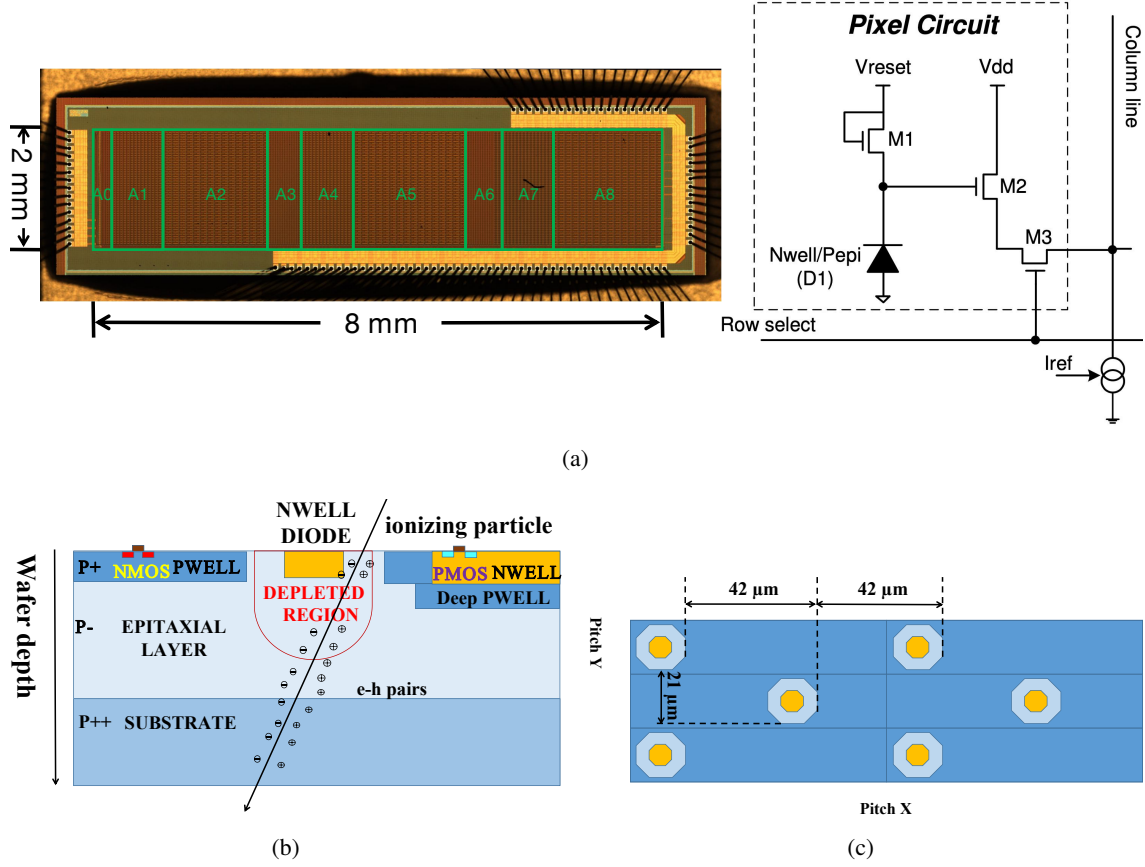 Pixel Circuit
Vreset
Vdd
Column line
M1
M2
M3
Nwell/Pepi
(D1)
Row select
Iref
2 mm
A0
A1
A2
A3
A4
A5
A6
A7
A8
8 mm
(a)
NWELL
DIODE
ionizing particle
Wafer depth
P+
NMOS
PWELL
PMOS
NWELL
DEPLETED
REGION
Deep PWELL
P-
EPITAXIAL
LAYER
e-h pairs
P++
SUBSTRATE
(b)
42 µm
42 µm
Pitch Y
21 µm
Pitch X
(c)